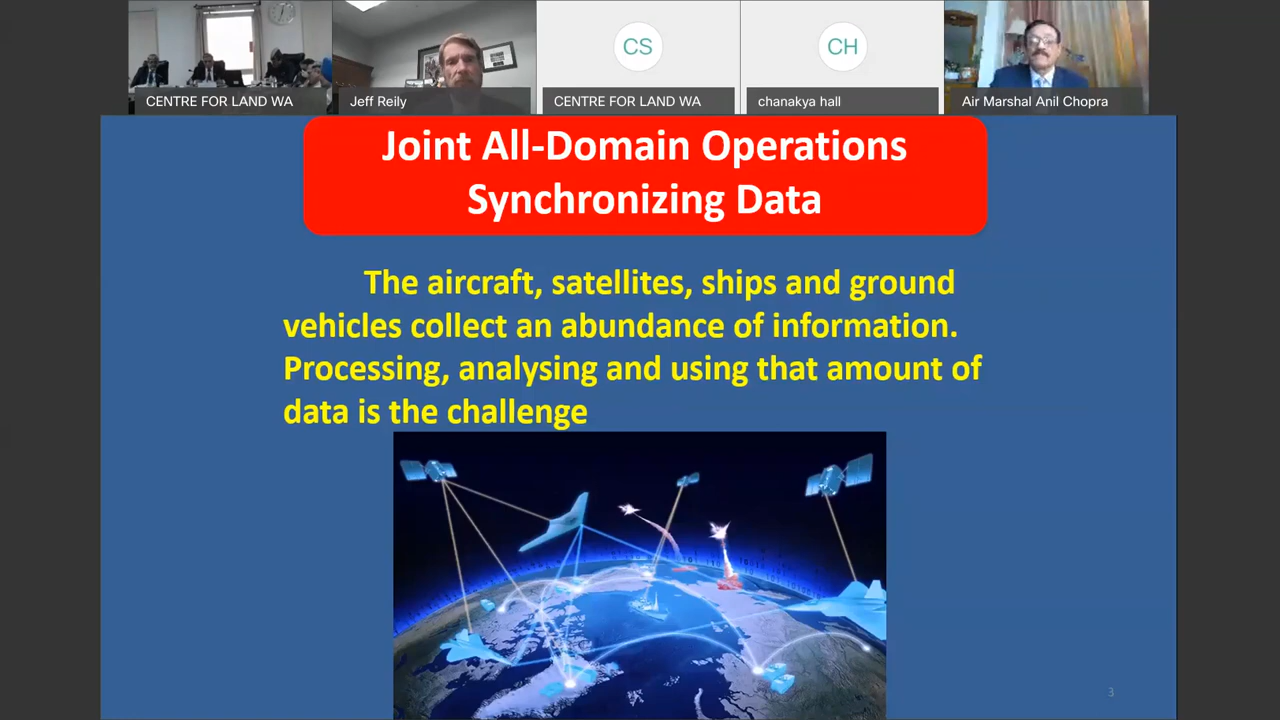 CENTRE FOR LAND WA
Jeff Reily
CS
CENTRE FOR LAND WA
CH
chanakya hall
Air Marshal Anil Chopra
Joint All-Domain Operations
Synchronizing Data
The aircraft, satellites, ships and ground
vehicles collect an abundance of information.
Processing, analysing and using that amount of
data is the challenge
3